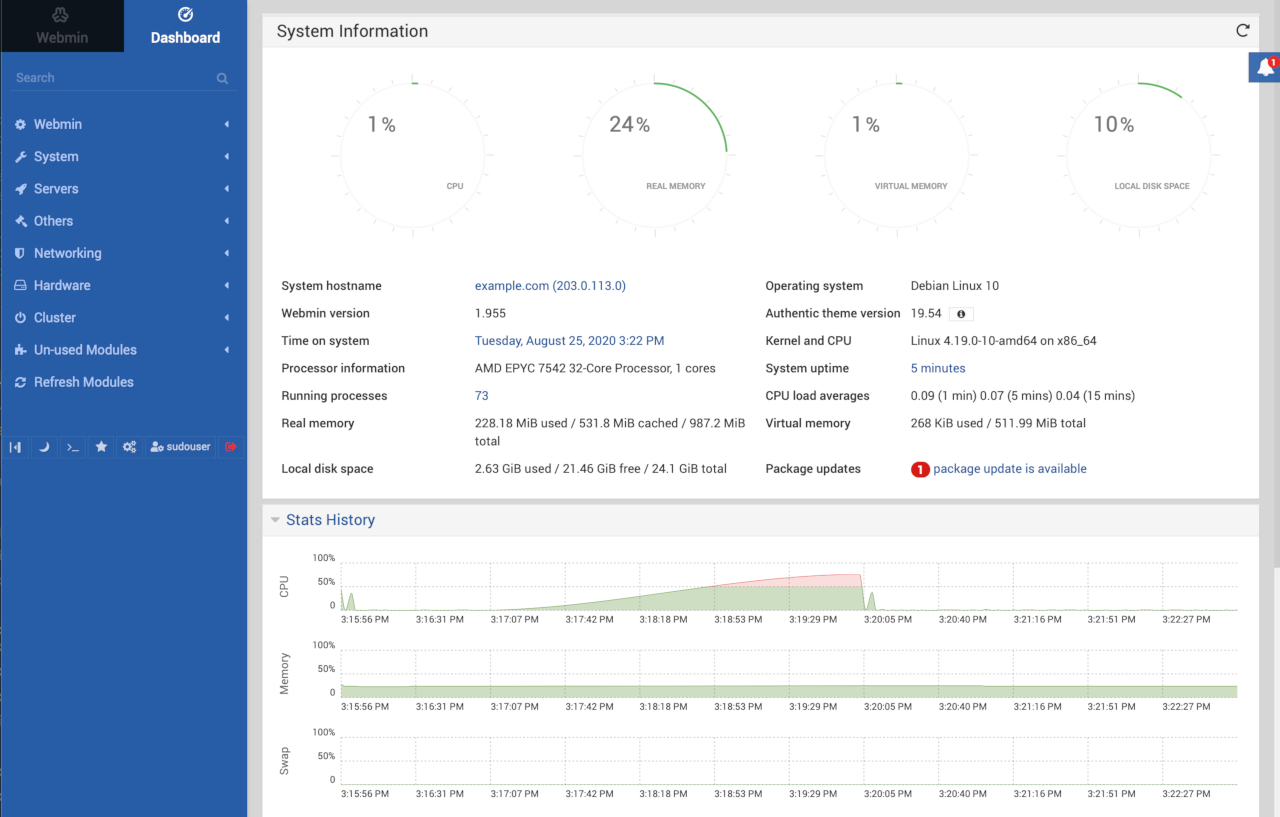 Webmin
Dashboard
Search
Webmin
System
Servers
Others
Networking
Hardware
Cluster
Un-used Modules
Refresh Modules
sudouser
System Information
1
1%
CPU
24%
REAL MEMORY
1%
VIRTUAL MEMORY
10%
LOCAL DISK SPACE
System hostname example.com (203.0.113.0) Operating system Debian Linux 10
Webmin version 1.955 Authentic theme version 19.54
Time on system Tuesday, August 25, 2020 3:22 PM Kernel and CPU Linux 4.19.0-10-amd64 on x86_64
Processor information AMD EPYC 7542 32-Core Processor, 1 cores System uptime 5 minutes
Running processes 73 CPU load averages 0.09 (1 min) 0.07 (5 mins) 0.04 (15 mins)
Real memory 228.18 MiB used / 531.8 MiB cached / 987.2 MiB Virtual memory 268 KiB used / 511.99 MiB total
total
Local disk space 2.63 GiB used / 21.46 GiB free / 24.1 GiB total Package updates 1 package update is available
Stats History
CPU
100%
50%
0
3:15:56 PM 3:16:31 PM 3:17:07 PM 3:17:42 PM 3:18:18 PM 3:18:53 PM 3:19:29 PM 3:20:05 PM 3:20:40 PM 3:21:16 PM 3:21:51 PM 3:22:27 PM
Memory
100%
50%
0
3:15:56 PM 3:16:31 PM 3:17:07 PM 3:17:42 PM 3:18:18 PM 3:18:53 PM 3:19:29 PM 3:20:05 PM 3:20:40 PM 3:21:16 PM 3:21:51 PM 3:22:27 PM
Swap
100%
50%
0
3:15:56 PM 3:16:31 PM 3:17:07 PM 3:17:42 PM 3:18:18 PM 3:18:53 PM 3:19:29 PM 3:20:05 PM 3:20:40 PM 3:21:16 PM 3:21:51 PM 3:22:27 PM